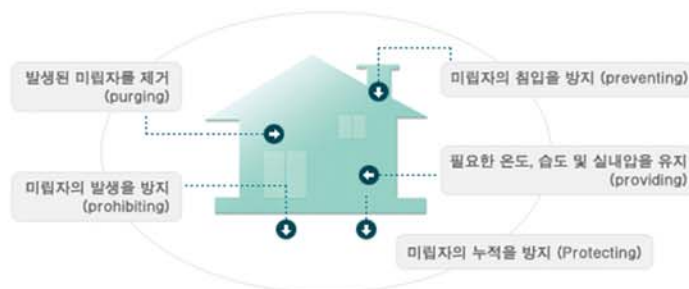 발생된 미립자를 제거
(purging)
미립자의 침입을 방지 (preventing)
미립자의 발생을 방지
(prohibiting)
필요한 온도, 습도 및 실내압을 유지
(providing)
미립자의 누적을 방지 (Protecting)